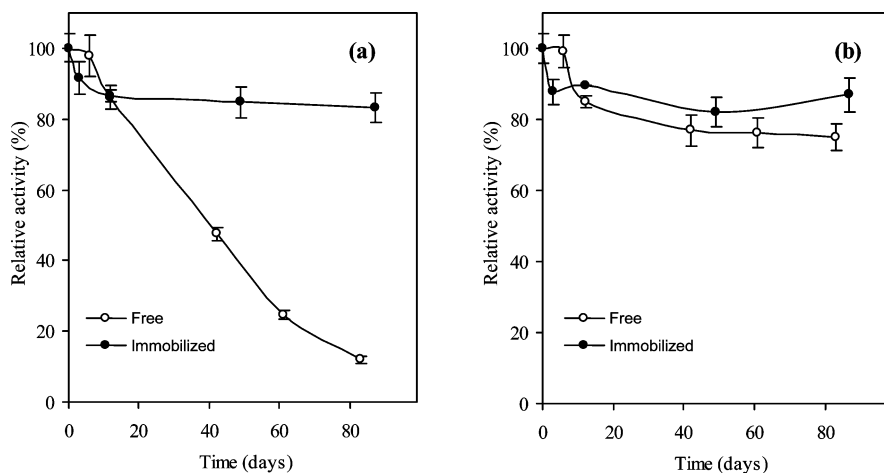 (a)
100
80
60
40
20
0
Relative activity (%)
Free
Immobilized
0 20 40 60 80
Time (days)
(b)
100
80
60
40
20
0
Relative activity (%)
Free
Immobilized
0 20 40 60 80
Time (days)